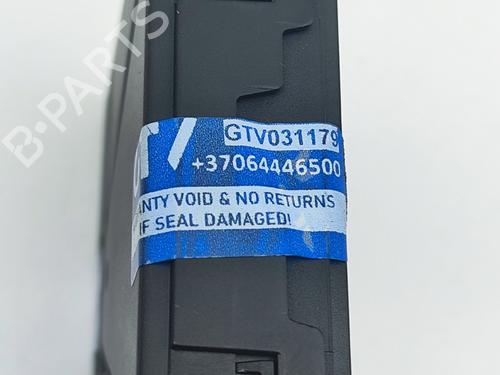 B-PARTS
GTV031179
+37064446500
ANTY VOID & NO RETURNS
IF SEAL DAMAGED!